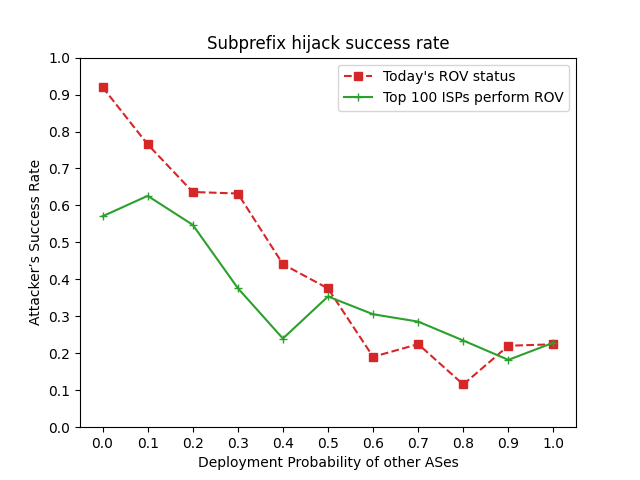 Subprefix hijack success rate
Today's ROV status
Top 100 ISPs perform ROV
Attacker's Success Rate
1.0
0.9
0.8
0.7
0.6
0.5
0.4
0.3
0.2
0.1
0.0
0.0 0.1 0.2 0.3 0.4 0.5 0.6 0.7 0.8 0.9 1.0
Deployment Probability of other ASes